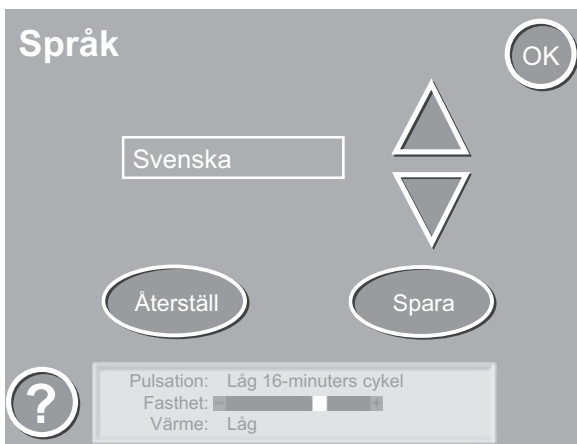 Språk
OK
Svenska
Återställ
Spara
?
Pulsation: Låg 16-minuters cykel
Fasthet: - +
Värme: Låg